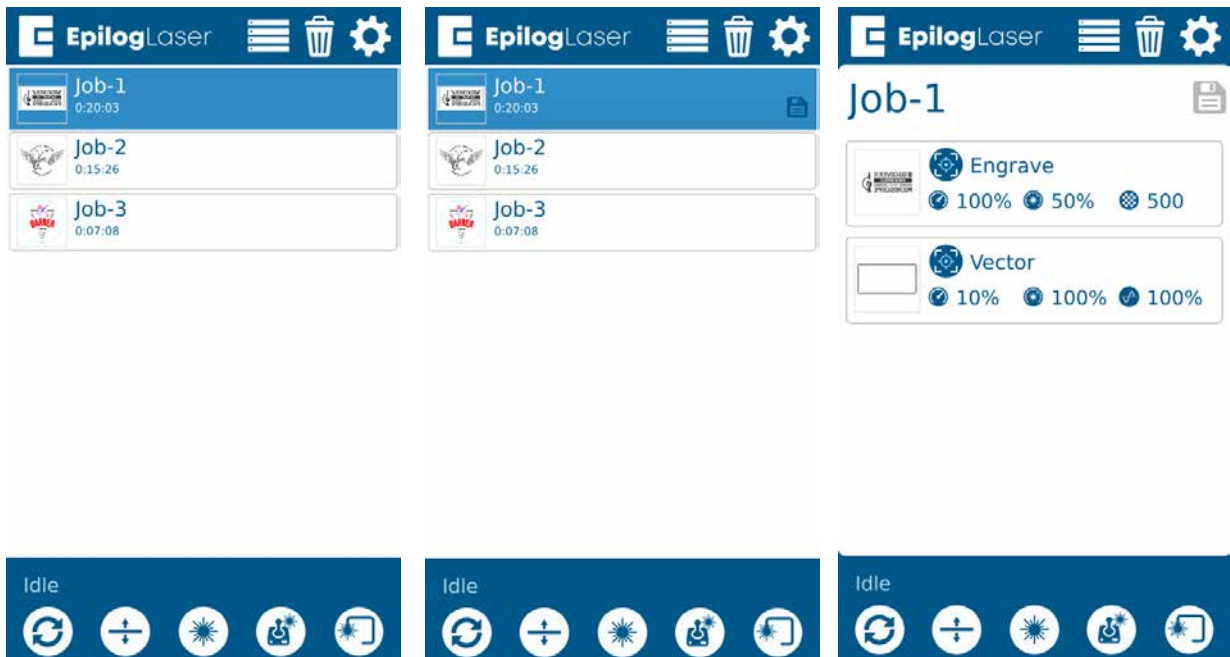 EpilogLaser
Job-1
0:20:03
Job-2
0:15:26
Job-3
0:07:08
Idle
EpilogLaser
Job-1
0:20:03
Job-2
0:15:26
Job-3
0:07:08
Idle
EpilogLaser
Job-1
Engrave
100% 50% 500
Vector
10% 100% 100%
Idle